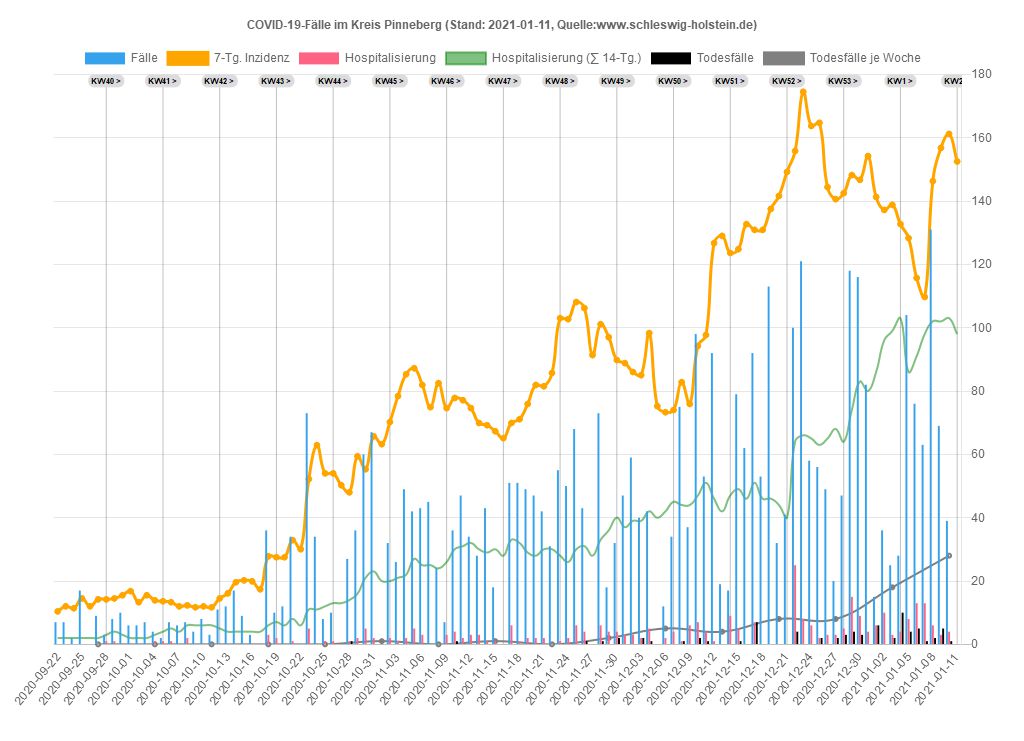 COVID-19-Fälle im Kreis Pinneberg (Stand: 2021-01-11, Quelle:www.schleswig-holstein.de)
Fälle 7-Tg. Inzidenz Hospitalisierung Hospitalisierung (∑ 14-Tg.) Todesfälle Todesfälle je Woche
KW40 > KW41 > KW42 > KW43 > KW44 > KW45 > KW46 > KW47 > KW48 > KW49 > KW50 > KW51 > KW52 > KW53 > KW1 > KW2
180
160
140
120
100
80
60
40
20
0
2020-09-22 2020-09-25 2020-09-28 2020-10-01 2020-10-04 2020-10-07 2020-10-10 2020-10-13 2020-10-16 2020-10-19 2020-10-22 2020-10-25 2020-10-28 2020-10-31 2020-11-03 2020-11-06 2020-11-09 2020-11-12 2020-11-15 2020-11-18 2020-11-21 2020-11-24 2020-11-27 2020-11-30 2020-12-03 2020-12-06 2020-12-09 2020-12-12 2020-12-15 2020-12-18 2020-12-21 2020-12-24 2020-12-27 2020-12-30 2021-01-02 2021-01-05 2021-01-08 2021-01-11